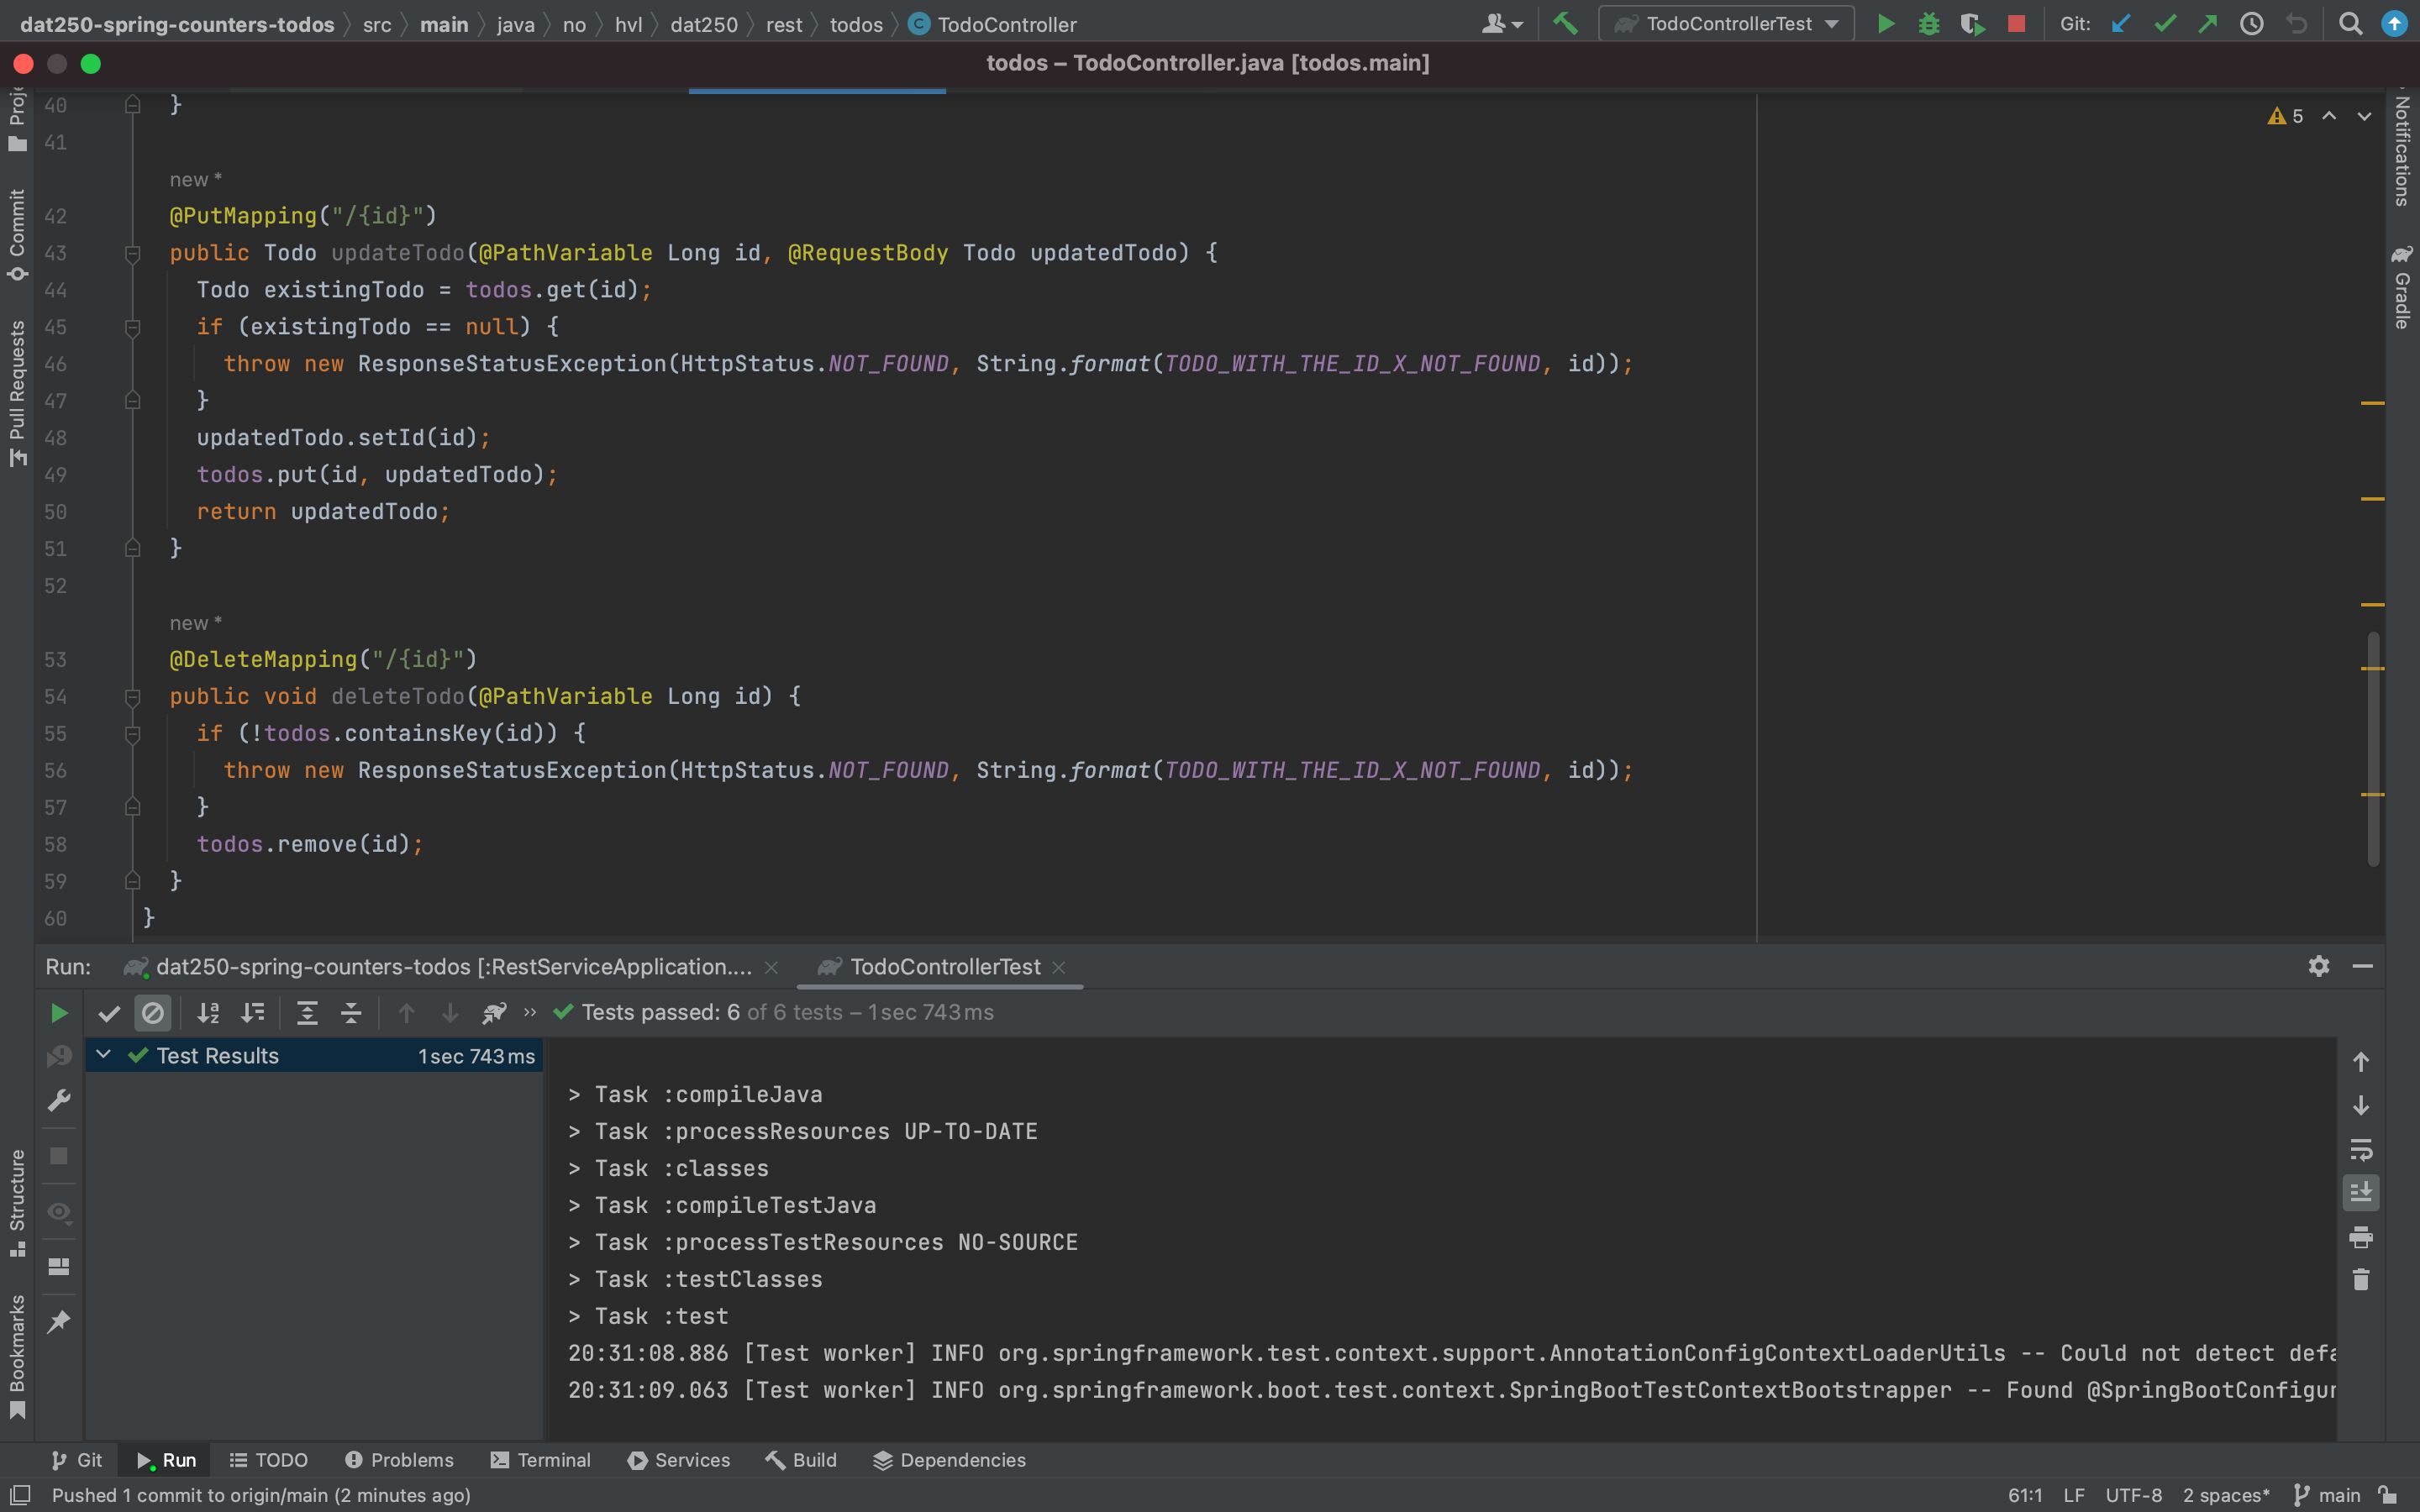 dat250-spring-counters-todos src main java no hvl dat250 rest todos TodoController TodoControllerTest Git:
todos – TodoController.java [todos.main]
Commit
Pull Requests
Structure
Bookmarks
Notifications
Gradle
5
40 }
41
new *
42 @PutMapping("/{id}")
43 public Todo updateTodo(@PathVariable Long id, @RequestBody Todo updatedTodo) {
44 Todo existingTodo = todos.get(id);
45 if (existingTodo == null) {
46 throw new ResponseStatusException(HttpStatus.NOT_FOUND, String.format(TODO_WITH_THE_ID_X_NOT_FOUND, id));
47 }
48 updatedTodo.setId(id);
49 todos.put(id, updatedTodo);
50 return updatedTodo;
51 }
52
new *
53 @DeleteMapping("/{id}")
54 public void deleteTodo(@PathVariable Long id) {
55 if (!todos.containsKey(id)) {
56 throw new ResponseStatusException(HttpStatus.NOT_FOUND, String.format(TODO_WITH_THE_ID_X_NOT_FOUND, id));
57 }
58 todos.remove(id);
59 }
60 }
Run: dat250-spring-counters-todos [:RestServiceApplication.... TodoControllerTest
Tests passed: 6 of 6 tests – 1 sec 743 ms
Test Results 1 sec 743 ms
> Task :compileJava
> Task :processResources UP-TO-DATE
> Task :classes
> Task :compileTestJava
> Task :processTestResources NO-SOURCE
> Task :testClasses
> Task :test
20:31:08.886 [Test worker] INFO org.springframework.test.context.support.AnnotationConfigContextLoaderUtils -- Could not detect defa
20:31:09.063 [Test worker] INFO org.springframework.boot.test.context.SpringBootTestContextBootstrapper -- Found @SpringBootConfigur
Git Run TODO Problems Terminal Services Build Dependencies
Pushed 1 commit to origin/main (2 minutes ago) 61:1 LF UTF-8 2 spaces* main